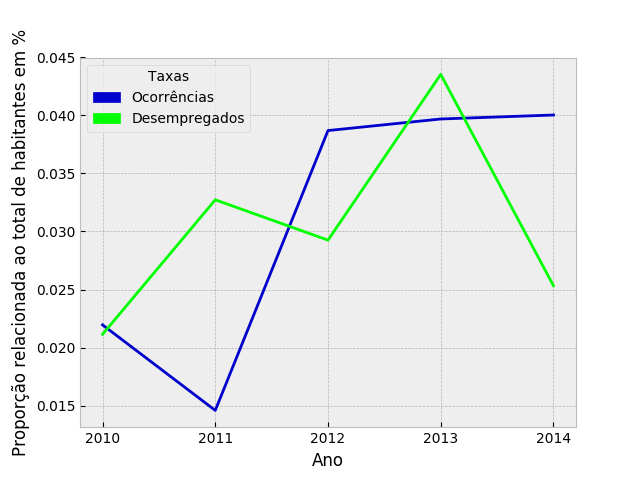 Proporção relacionada ao total de habitantes em %
0.045
0.040
0.035
0.030
0.025
0.020
0.015
Taxas
Ocorrências
Desempregados
2010 2011 2012 2013 2014
Ano